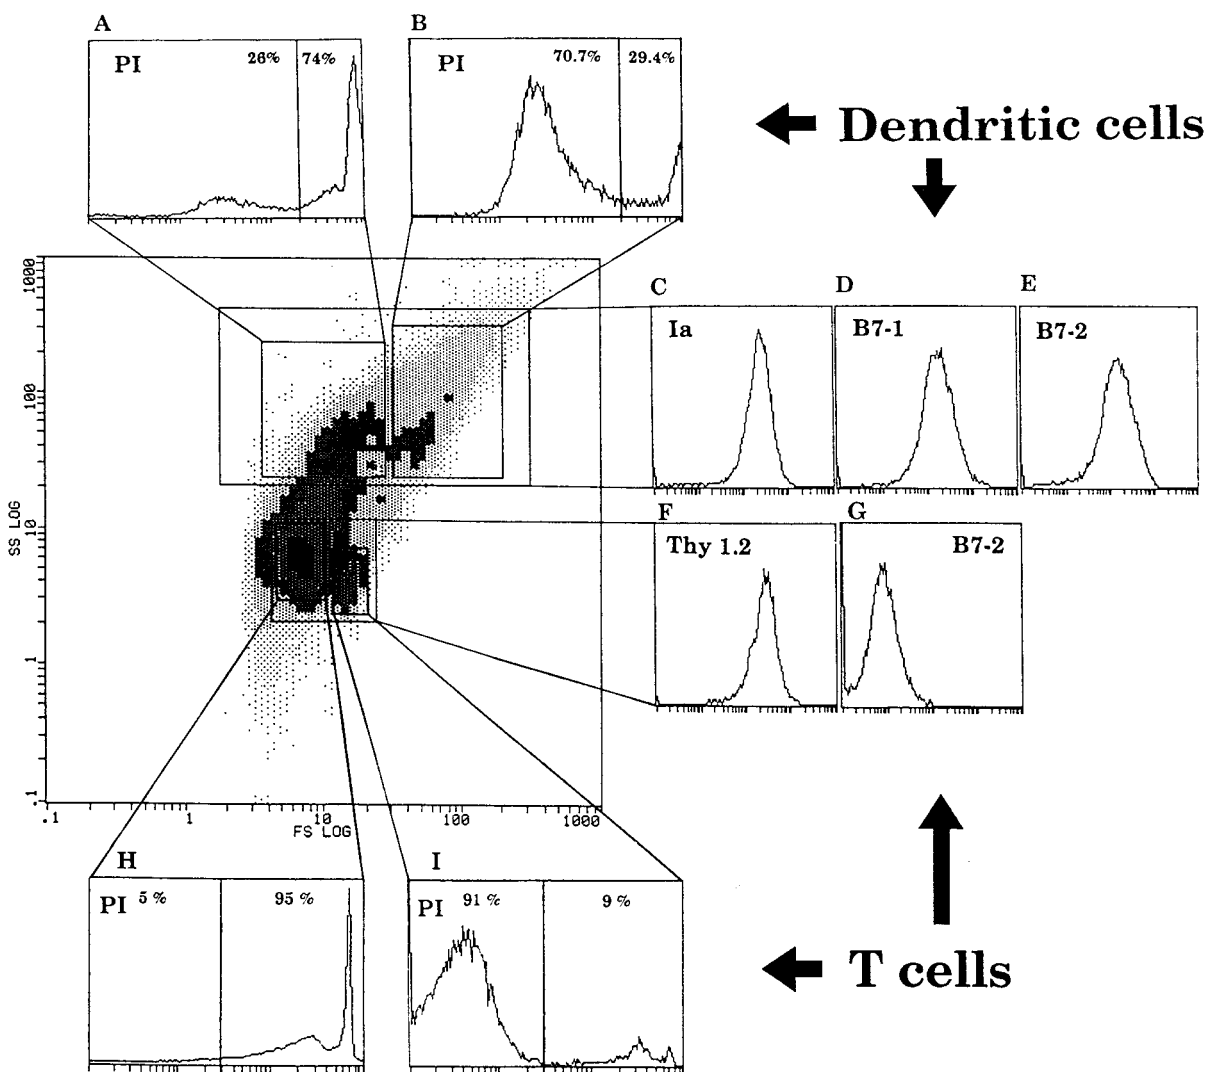 A
B
PI
26%
74%
PI
70.7%
29.4%
Dendritic cells
C
D
E
Ia
B7-1
B7-2
F
G
Thy 1.2
B7-2
1000
100
10
1
.1
SS LOG
.1
1
10
100
1000
FS LOG
H
I
PI
5 %
95 %
PI
91 %
9 %
T cells